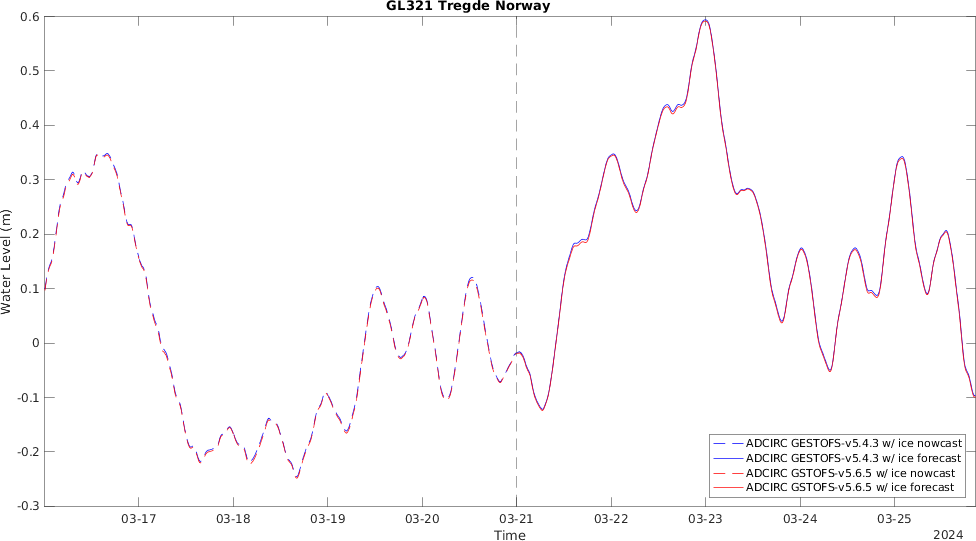 GL321 Tregde Norway
0.6
0.5
0.4
0.3
0.2
0.1
0
-0.1
-0.2
-0.3
Water Level (m)
03-17 03-18 03-19 03-20 03-21 03-22 03-23 03-24 03-25
Time
2024
ADCIRC GESTOFS-v5.4.3 w/ ice nowcast
ADCIRC GESTOFS-v5.4.3 w/ ice forecast
ADCIRC GSTOFS-v5.6.5 w/ ice nowcast
ADCIRC GSTOFS-v5.6.5 w/ ice forecast